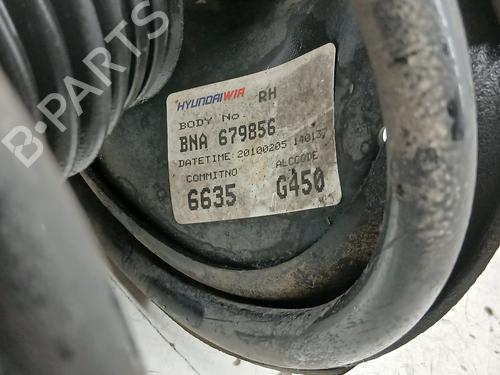 HYUNDAIWIA RH
BODY No.
BNA 679856
DATETIME:20100205 140137
COMMITNO ALCCODE
6635 G450
B-PARTS